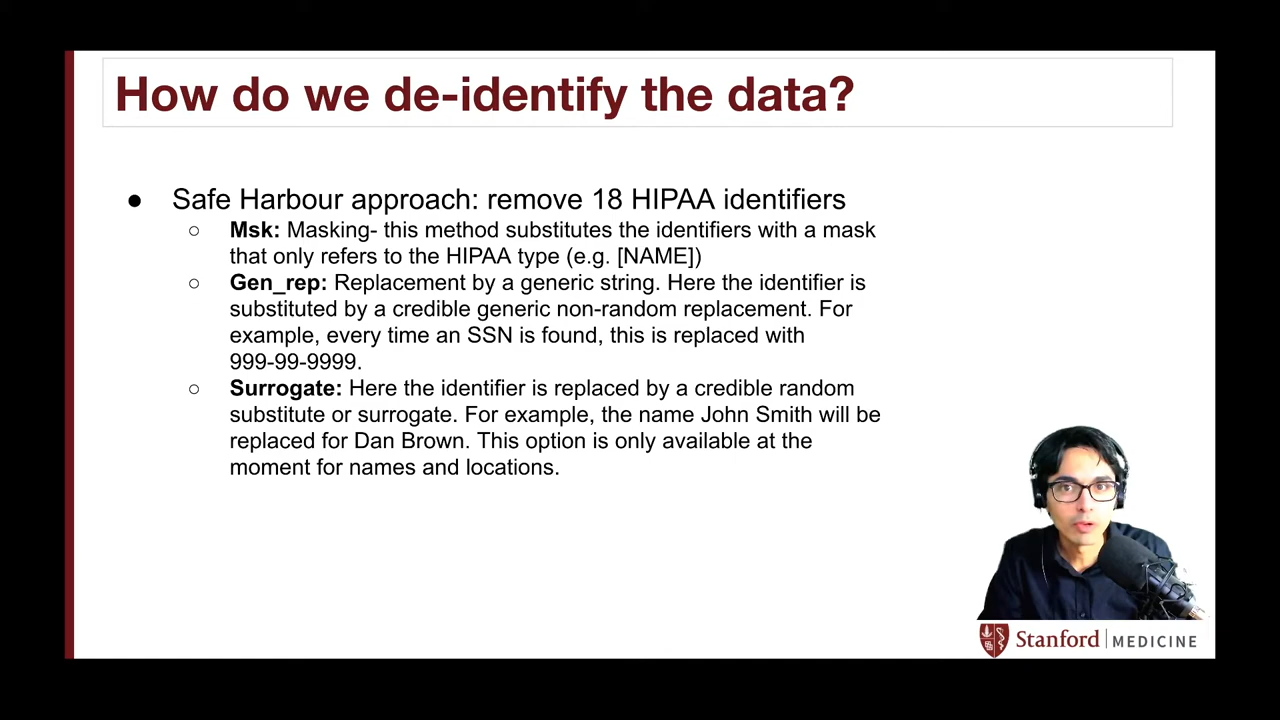 How do we de-identify the data?
● Safe Harbour approach: remove 18 HIPAA identifiers
○ Msk: Masking- this method substitutes the identifiers with a mask
that only refers to the HIPAA type (e.g. [NAME])
○ Gen_rep: Replacement by a generic string. Here the identifier is
substituted by a credible generic non-random replacement. For
example, every time an SSN is found, this is replaced with
999-99-9999.
○ Surrogate: Here the identifier is replaced by a credible random
substitute or surrogate. For example, the name John Smith will be
replaced for Dan Brown. This option is only available at the
moment for names and locations.
Stanford MEDICINE